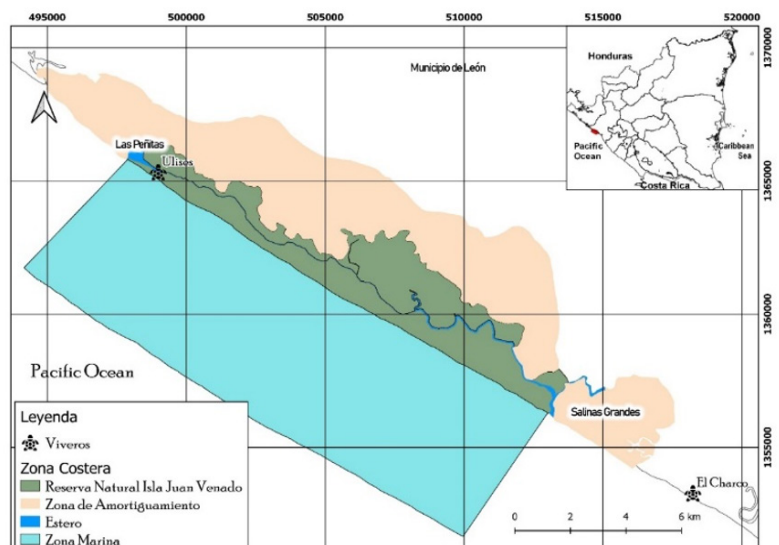 495000
500000
505000
510000
515000
520000
Municipio de León
Honduras
Pacific
Ocean
Caribbean
Sea
Costa Rica
1370000
1365000
1360000
1355000
Las Peñitas
Ulises
Pacific Ocean
Salinas Grandes
El Charco
Leyenda
Viveros
Zona Costera
Reserva Natural Isla Juan Venado
Zona de Amortiguamiento
Estero
Zona Marina
0 2 4 6 km